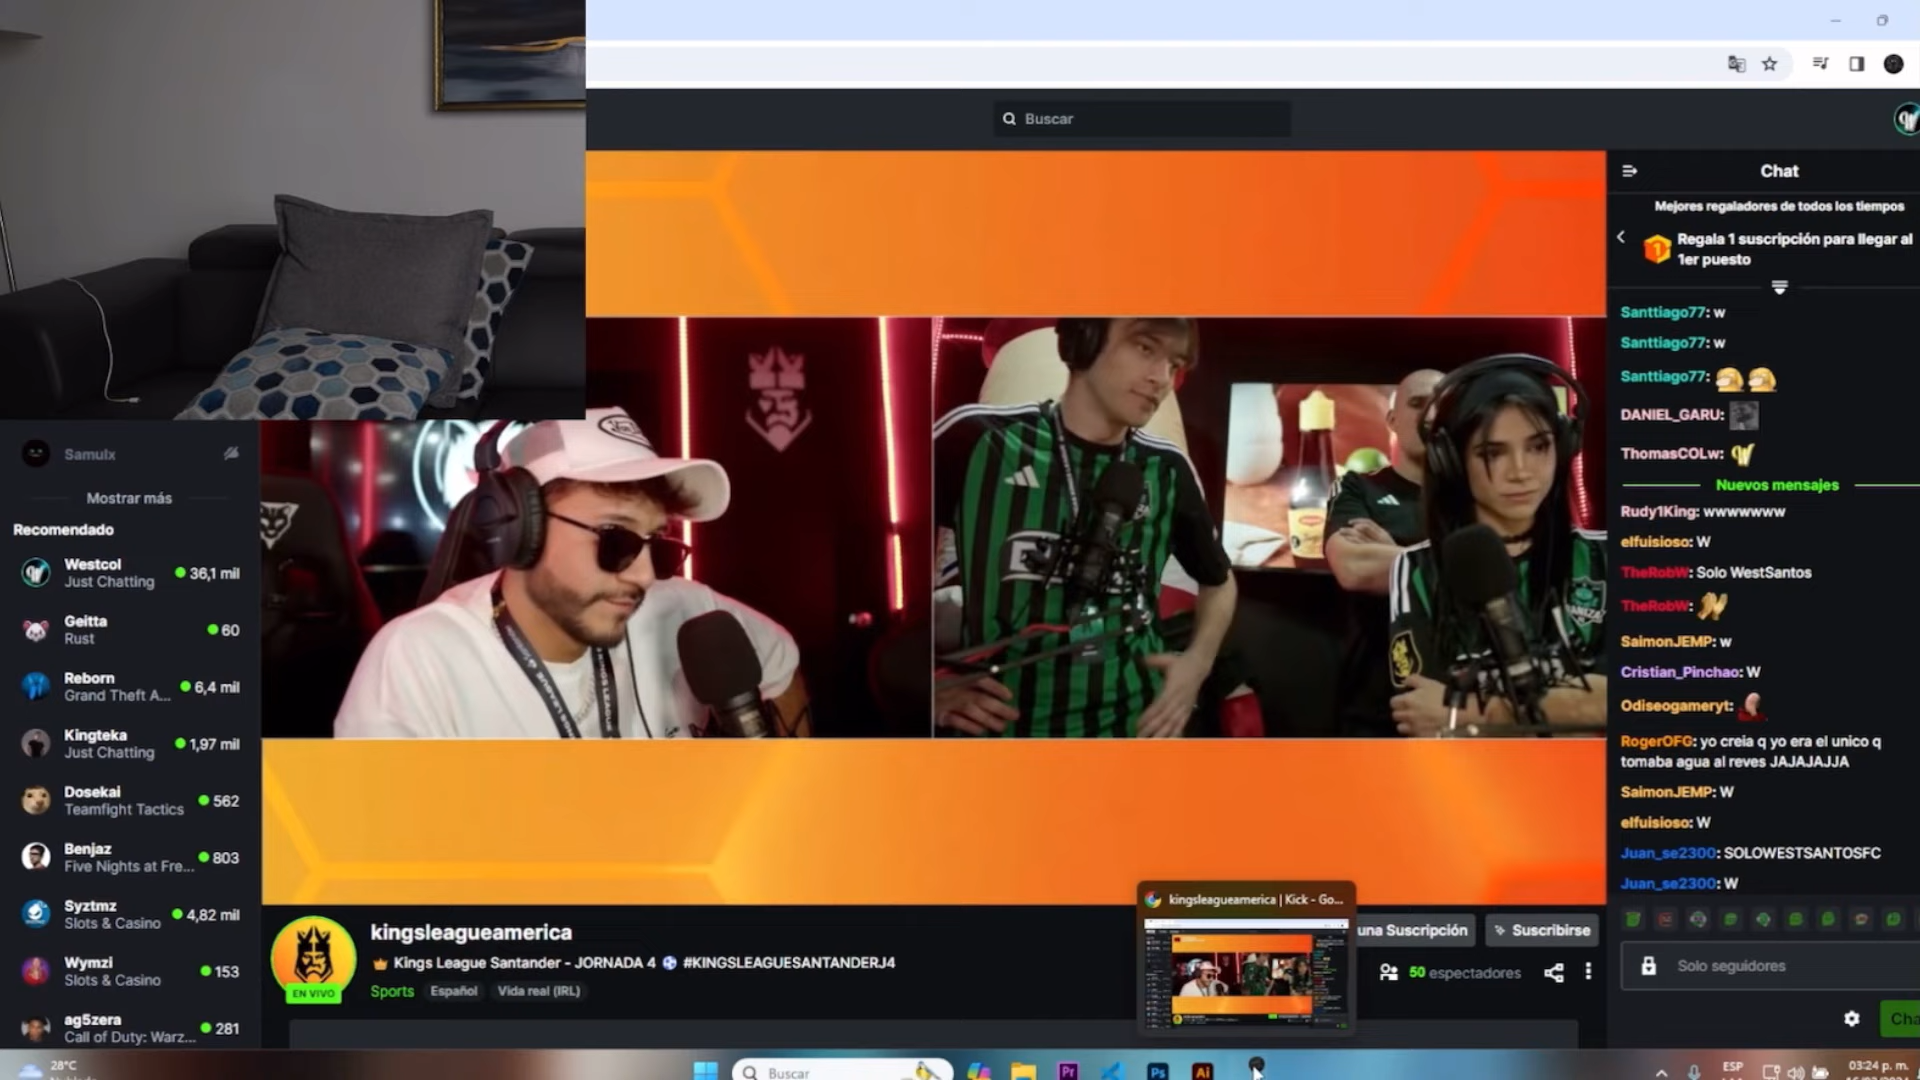 Buscar
Chat
Mejores regaladores de todos los tiempos
1
Regala 1 suscripción para llegar al
1er puesto
Santtiago77: w
Santtiago77: w
Santtiago77:
DANIEL_GARU:
ThomasCOLw:
Nuevos mensajes
Rudy1King: wwwwwww
elfuisioso: W
TheRobW: Solo WestSantos
TheRobW:
SaimonJEMP: w
Cristian_Pinchao: W
Odiseogameryt:
RogerOFG: yo creia q yo era el unico q
tomaba agua al reves JAJAJAJJA
SaimonJEMP: W
elfuisioso: W
Juan_se2300: SOLOWESTSANTOSFC
Juan_se2300: W
Solo seguidores
Cha
Samulx
Mostrar más
Recomendado
Westcol
Just Chatting
36,1 mil
Geitta
Rust
60
Reborn
Grand Theft A...
6,4 mil
Kingteka
Just Chatting
1,97 mil
Dosekai
Teamfight Tactics
562
Benjaz
Five Nights at Fre...
803
Syztmz
Slots & Casino
4,82 mil
Wymzi
Slots & Casino
153
ag5zera
Call of Duty: Warz...
281
kingsleagueamerica
Kings League Santander - JORNADA 4 #KINGSLEAGUESANTANDERJ4
EN VIVO
Sports
Español
Vida real (IRL)
kingsleagueamerica | Kick - Go...
una Suscripción
Suscribirse
50 espectadores
28°C
Buscar
Pr
Ps
Ai
ESP
03:24 p. m.